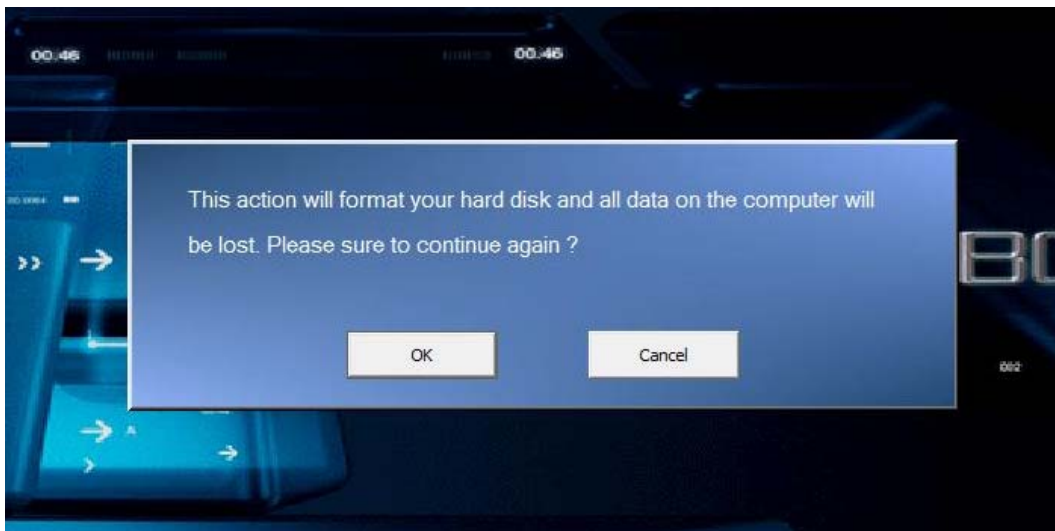 00:46
00:46
This action will format your hard disk and all data on the computer will
be lost. Please sure to continue again ?
OK
Cancel
002
A